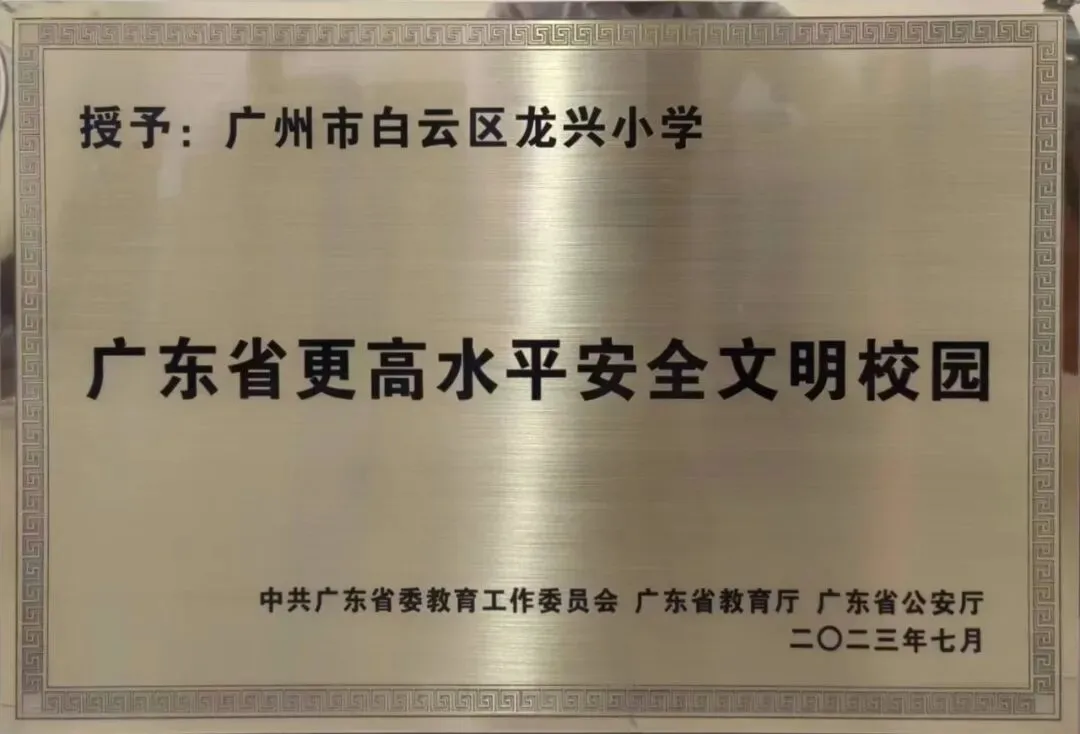 授予：广州市白云区龙兴小学
广东省更高水平安全文明校园
中共广东省委教育工作委员会 广东省教育厅 广东省公安厅
二〇二三年七月